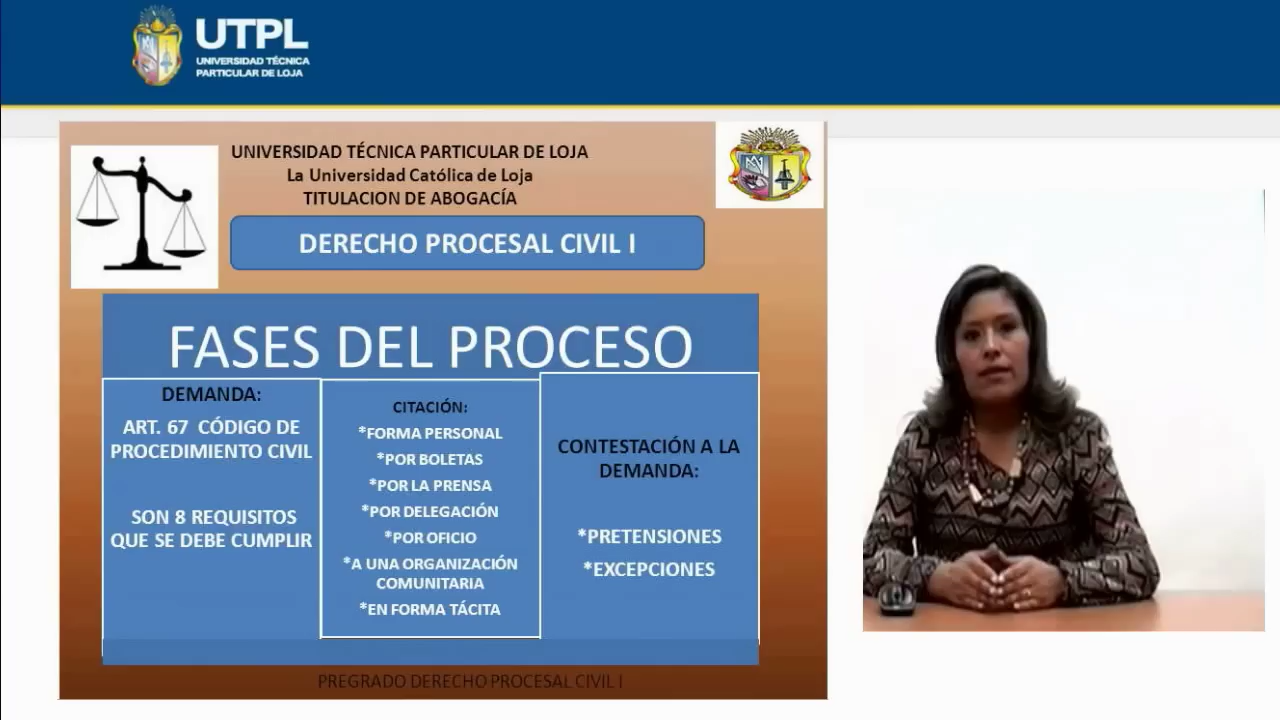 UTPL
UNIVERSIDAD TÉCNICA
PARTICULAR DE LOJA
UNIVERSIDAD TÉCNICA PARTICULAR DE LOJA
La Universidad Católica de Loja
TITULACION DE ABOGACÍA
DERECHO PROCESAL CIVIL I
FASES DEL PROCESO
DEMANDA:
ART. 67 CÓDIGO DE
PROCEDIMIENTO CIVIL
SON 8 REQUISITOS
QUE SE DEBE CUMPLIR
CITACIÓN:
*FORMA PERSONAL
*POR BOLETAS
*POR LA PRENSA
*POR DELEGACIÓN
*POR OFICIO
*A UNA ORGANIZACIÓN
COMUNITARIA
*EN FORMA TÁCITA
CONTESTACIÓN A LA
DEMANDA:
*PRETENSIONES
*EXCEPCIONES
PREGRADO DERECHO PROCESAL CIVIL I